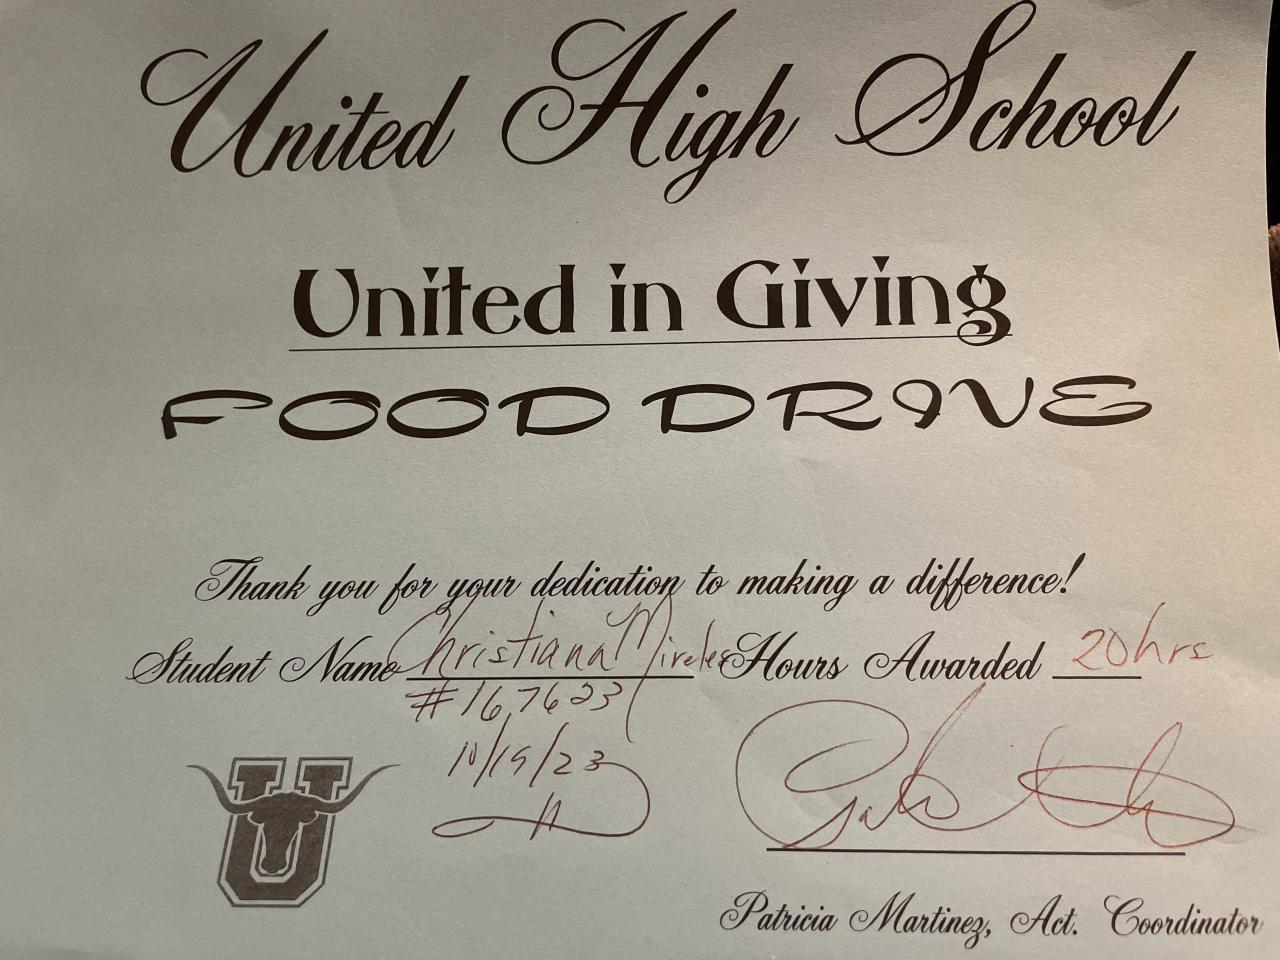 United High School
United in Giving
FOOD DRIVE
Thank you for your dedication to making a difference!
Student Name Christiana Mireles Hours Awarded 20hrs
#167623
10/19/23
U
Patricia Martinez, Act. Coordinator